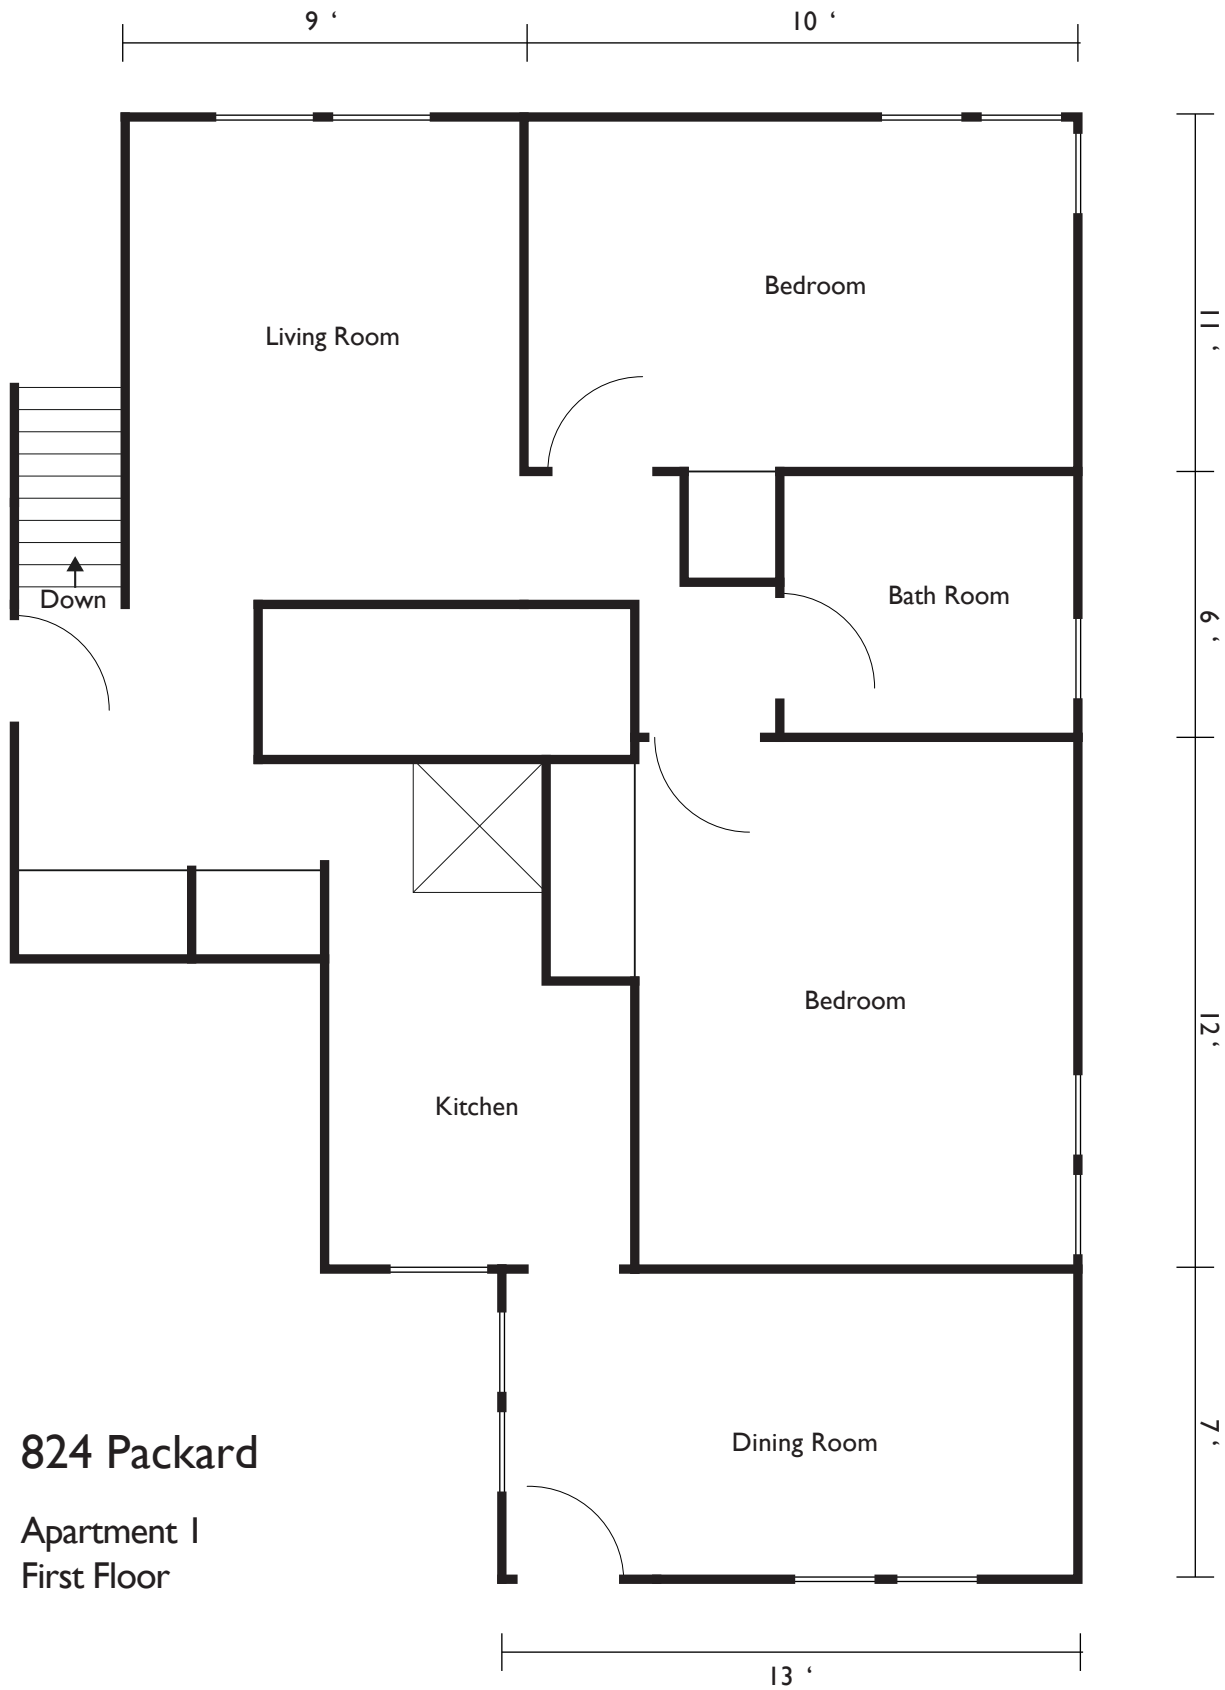 9 ‘
10 ‘
Bedroom
Living Room
11 ‘
Down
Bath Room
6 ‘
Bedroom
12 ‘
Kitchen
Dining Room
7 ‘
824 Packard
Apartment 1
First Floor
13 ‘